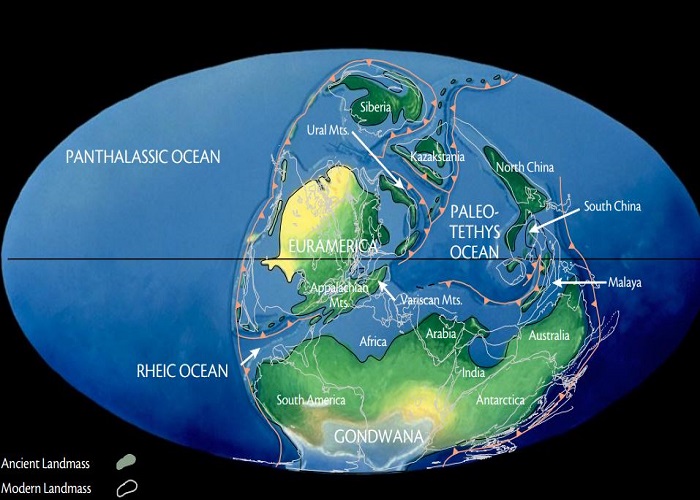 Siberia
Ural Mts.
PANTHALASSIC OCEAN
Kazakstania
North China
PALEO-
TETHYS
OCEAN
South China
EURAMERICA
Appalachian
Mts.
Variscan Mts.
Malaya
Africa
Arabia
Australia
RHEIC OCEAN
India
South America
Antarctica
GONDWANA
Ancient Landmass
Modern Landmass